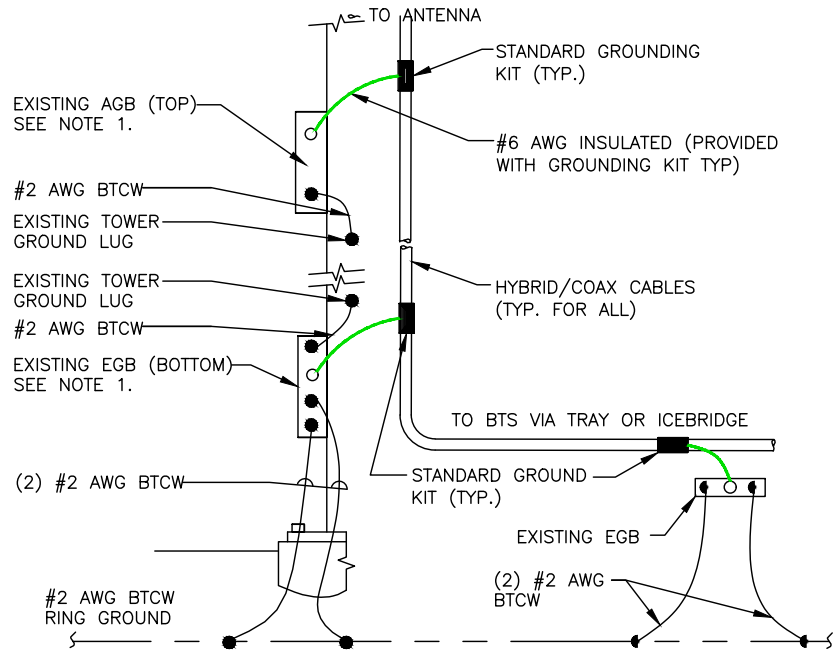 TO ANTENNA
STANDARD GROUNDING
KIT (TYP.)
EXISTING AGB (TOP)
SEE NOTE 1.
#6 AWG INSULATED (PROVIDED
WITH GROUNDING KIT TYP)
#2 AWG BTCW
EXISTING TOWER
GROUND LUG
EXISTING TOWER
GROUND LUG
HYBRID/COAX CABLES
(TYP. FOR ALL)
#2 AWG BTCW
EXISTING EGB (BOTTOM)
SEE NOTE 1.
TO BTS VIA TRAY OR ICEBRIDGE
(2) #2 AWG BTCW
STANDARD GROUND
KIT (TYP.)
EXISTING EGB
(2) #2 AWG
BTCW
#2 AWG BTCW
RING GROUND